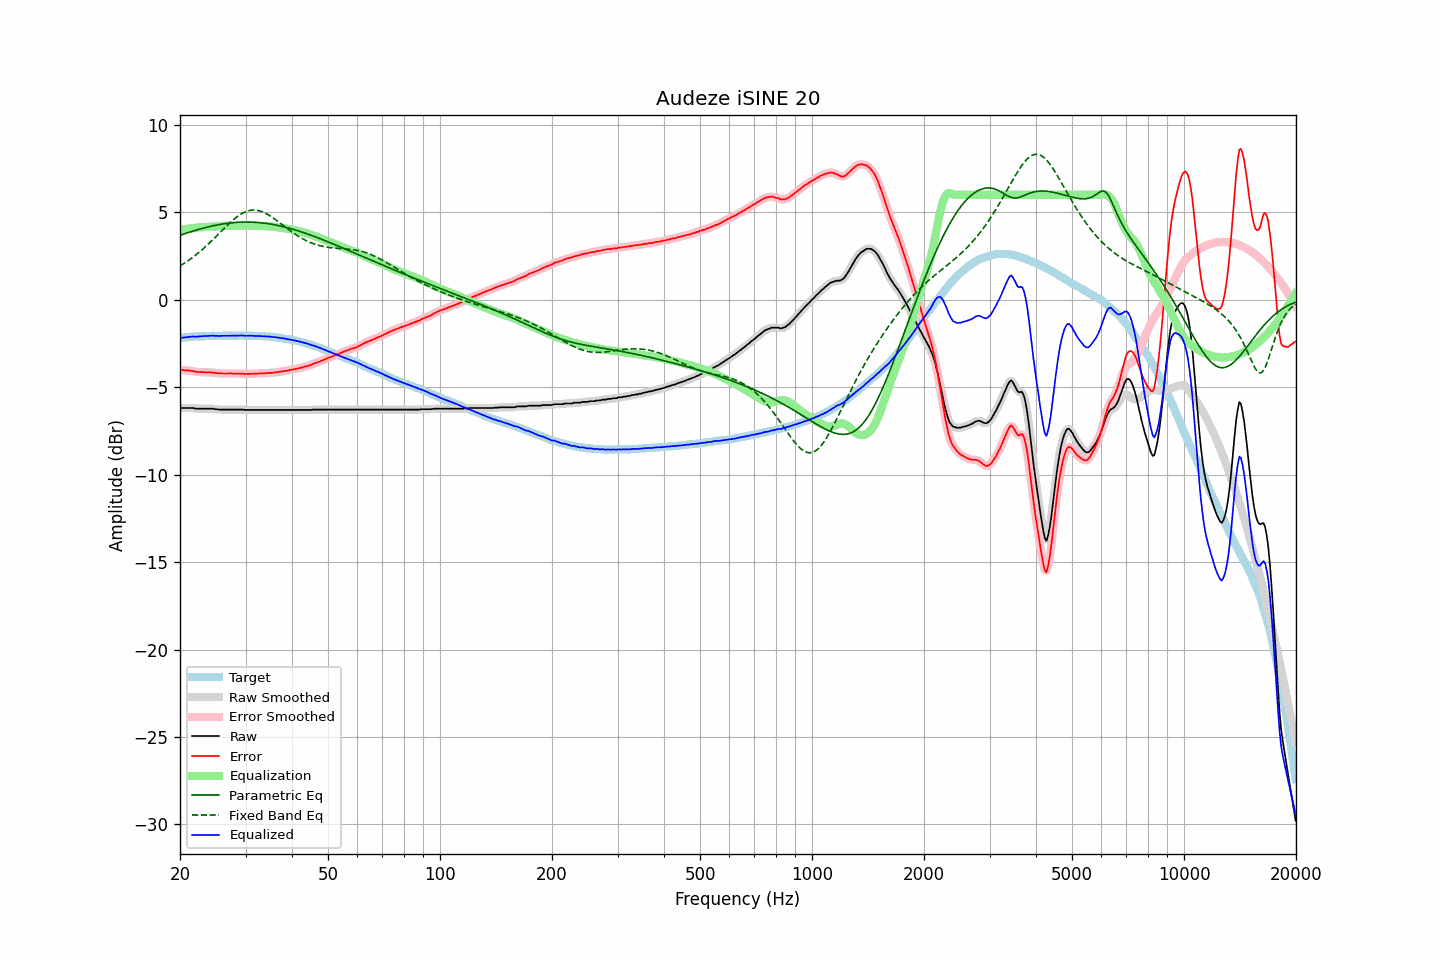 Audeze iSINE 20
10
5
0
−5
−10
−15
−20
−25
−30
Amplitude (dBr)
Target
Raw Smoothed
Error Smoothed
Raw
Error
Equalization
Parametric Eq
Fixed Band Eq
Equalized
20 50 100 200 500 1000 2000 5000 10000 20000
Frequency (Hz)